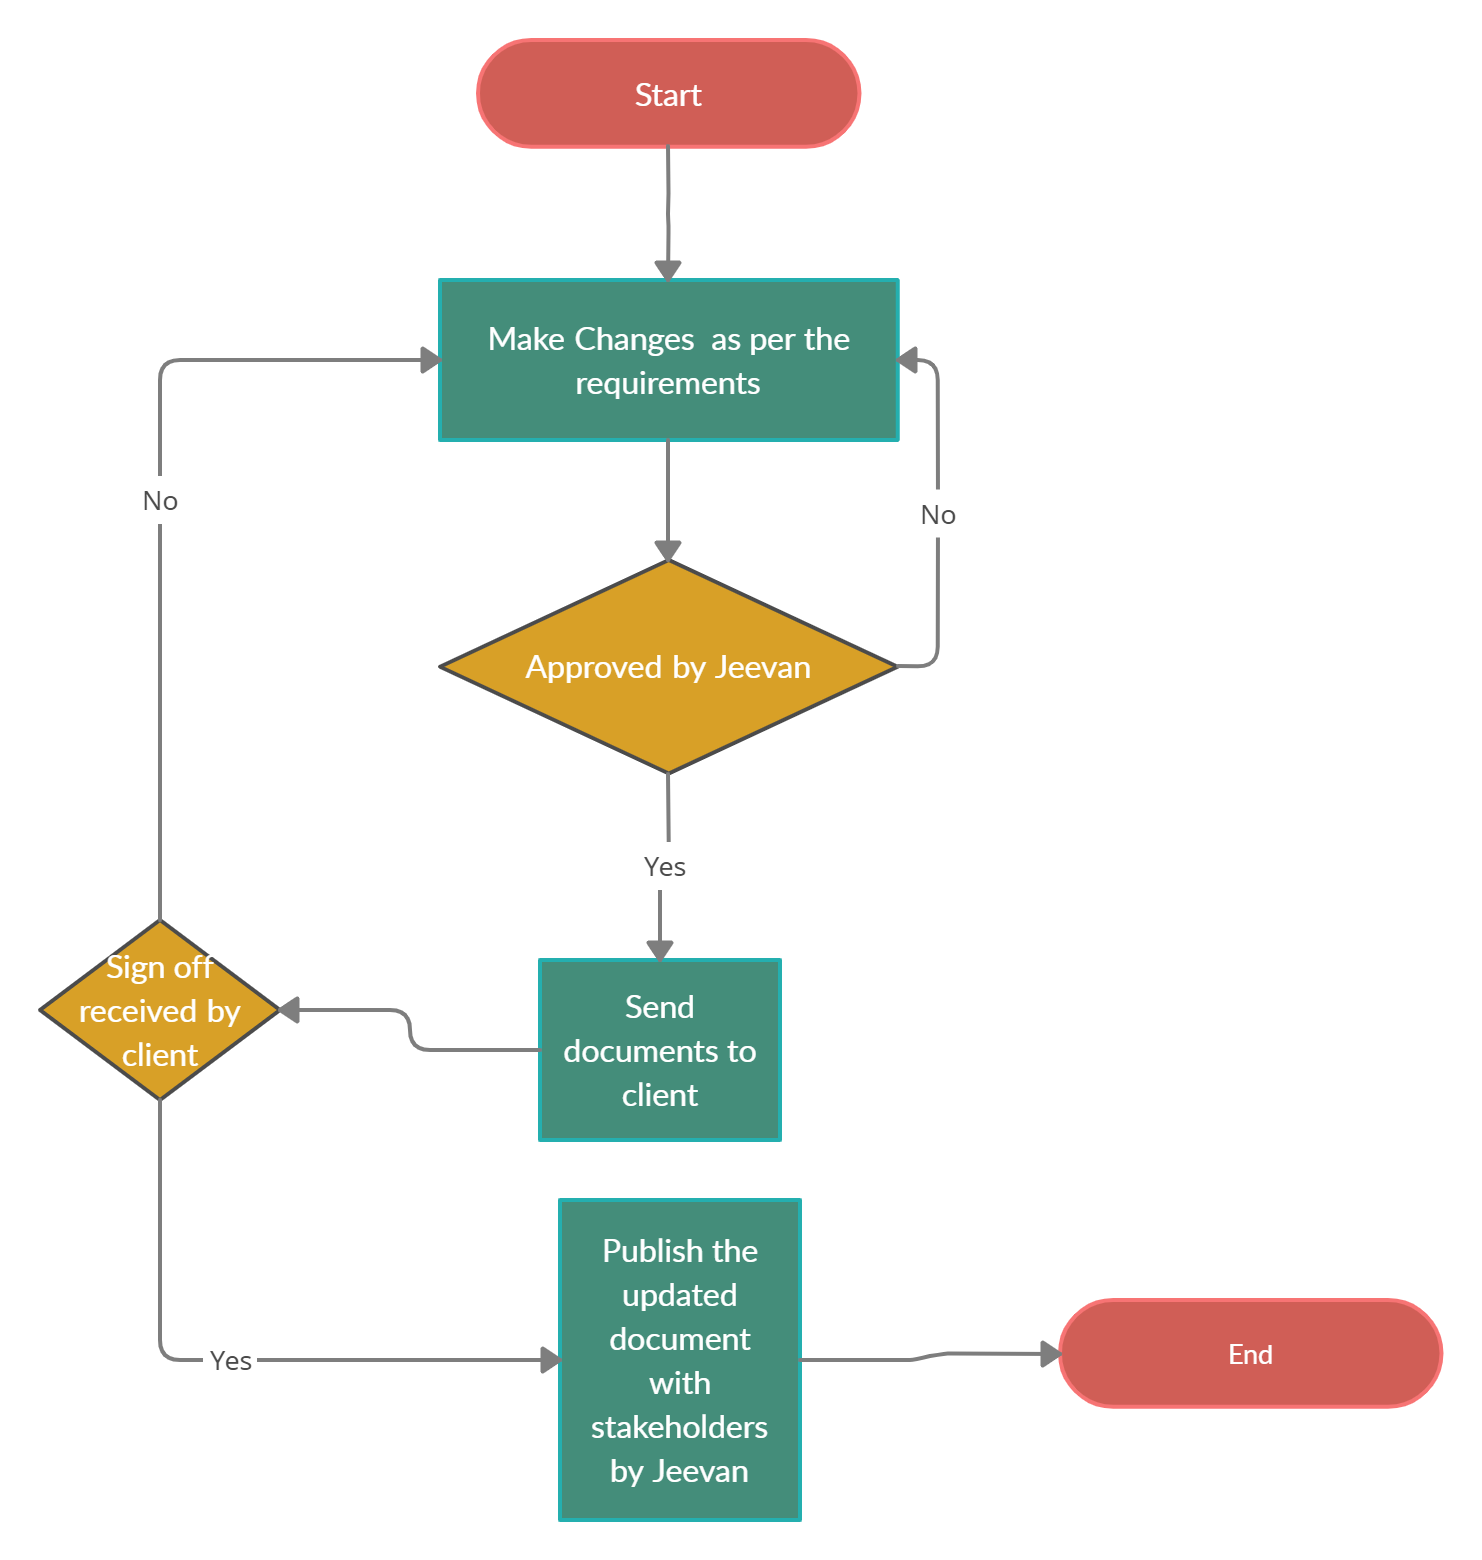 Start
Make Changes  as per the
requirements
No
No
Approved by Jeevan
Yes
Sign off
received by
client
Send
documents to
client
Publish the
updated
document
with
stakeholders
by Jeevan
Yes
End